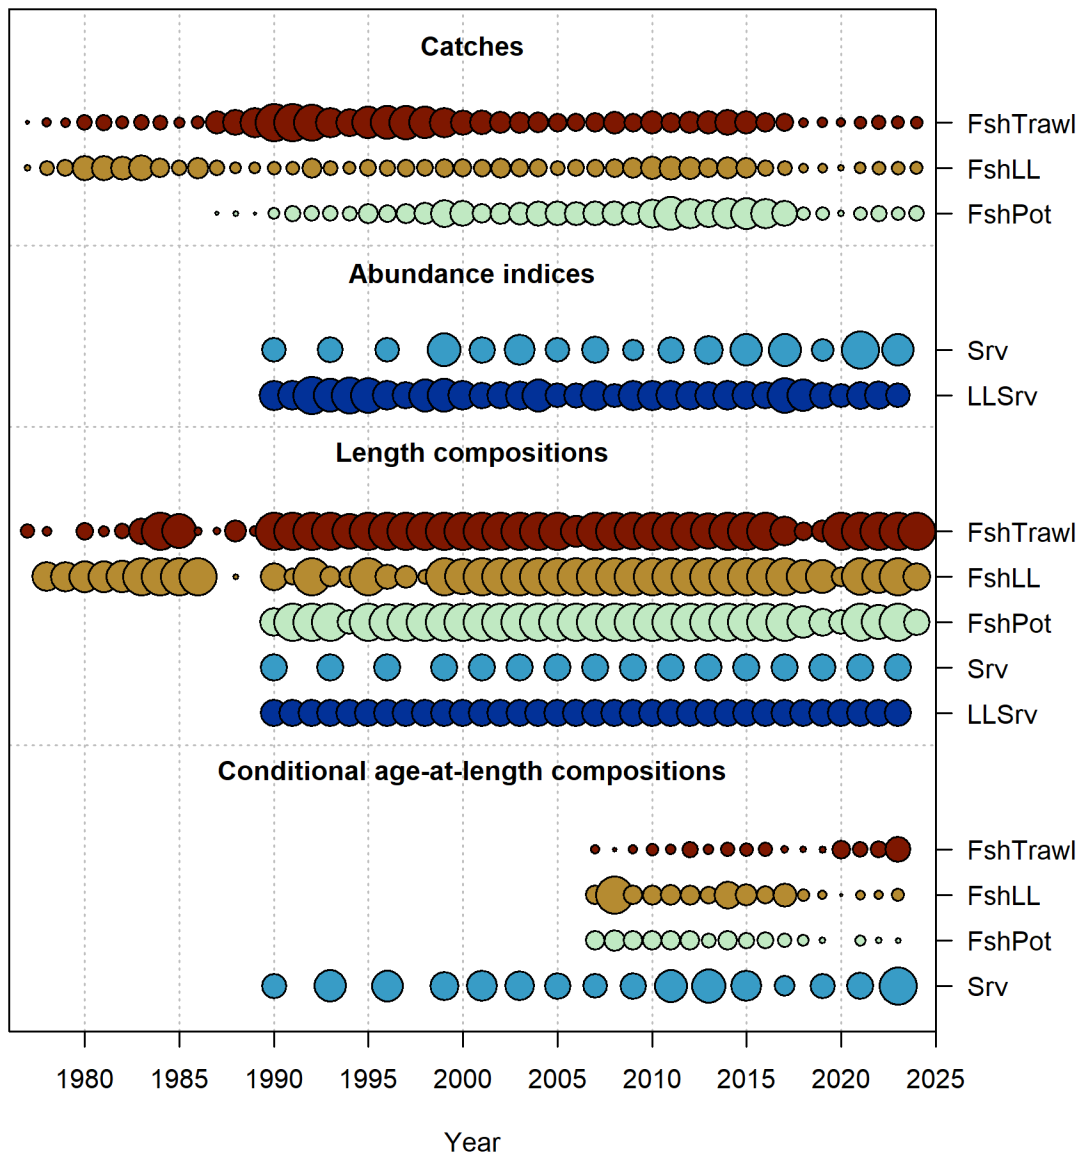 Catches
FshTrawl
FshLL
FshPot
Abundance indices
Srv
LLSrv
Length compositions
FshTrawl
FshLL
FshPot
Srv
LLSrv
Conditional age-at-length compositions
FshTrawl
FshLL
FshPot
Srv
1980 1985 1990 1995 2000 2005 2010 2015 2020 2025
Year